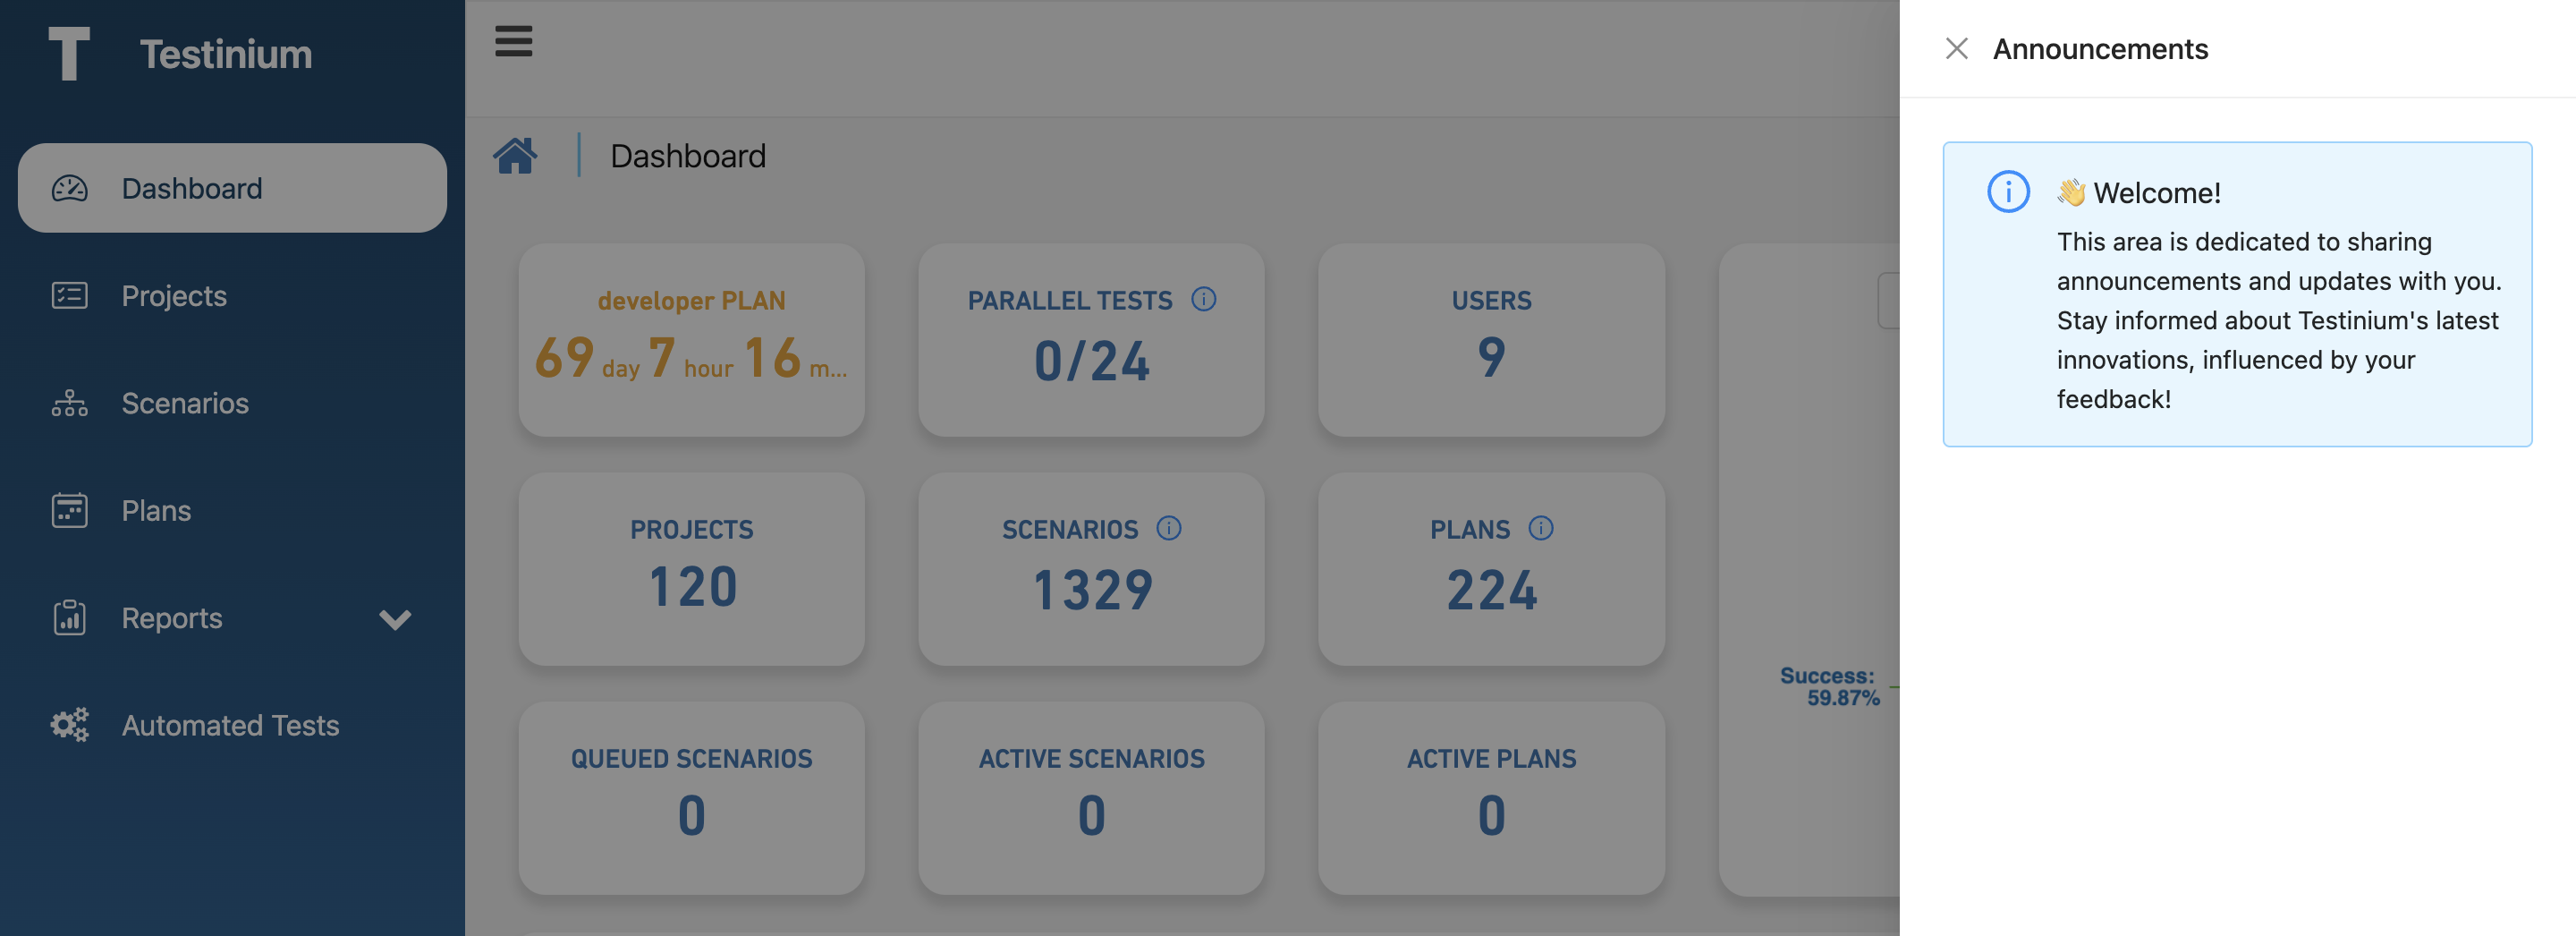 Testinium
Dashboard
Projects
Scenarios
Plans
Reports
Automated Tests
Dashboard
developer PLAN
69 day 7 hour 16 m...
PARALLEL TESTS
0/24
USERS
9
PROJECTS
120
SCENARIOS
1329
PLANS
224
QUEUED SCENARIOS
0
ACTIVE SCENARIOS
0
ACTIVE PLANS
0
Success:
59.87%
Announcements
👋 Welcome!
This area is dedicated to sharing
announcements and updates with you.
Stay informed about Testinium's latest
innovations, influenced by your
feedback!